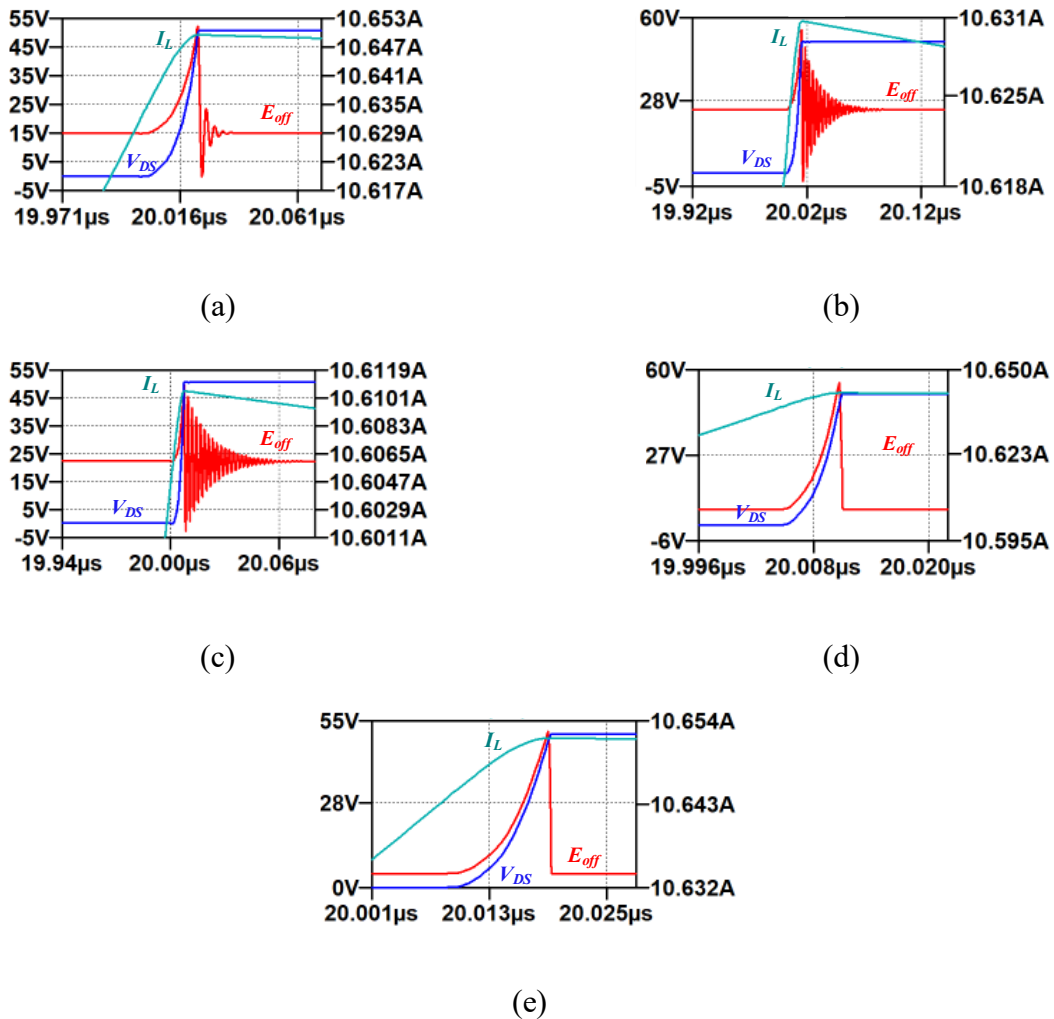 55V
45V
35V
25V
15V
5V
-5V
I_L
E_off
V_DS
10.653A
10.647A
10.641A
10.635A
10.629A
10.623A
10.617A
19.971µs 20.016µs 20.061µs
(a)
60V
28V
-5V
I_L
E_off
V_DS
10.631A
10.625A
10.618A
19.92µs 20.02µs 20.12µs
(b)
55V
45V
35V
25V
15V
5V
-5V
I_L
E_off
V_DS
10.6119A
10.6101A
10.6083A
10.6065A
10.6047A
10.6029A
10.6011A
19.94µs 20.00µs 20.06µs
(c)
60V
27V
-6V
I_L
E_off
V_DS
10.650A
10.623A
10.595A
19.996µs 20.008µs 20.020µs
(d)
55V
28V
0V
I_L
E_off
V_DS
10.654A
10.643A
10.632A
20.001µs 20.013µs 20.025µs
(e)